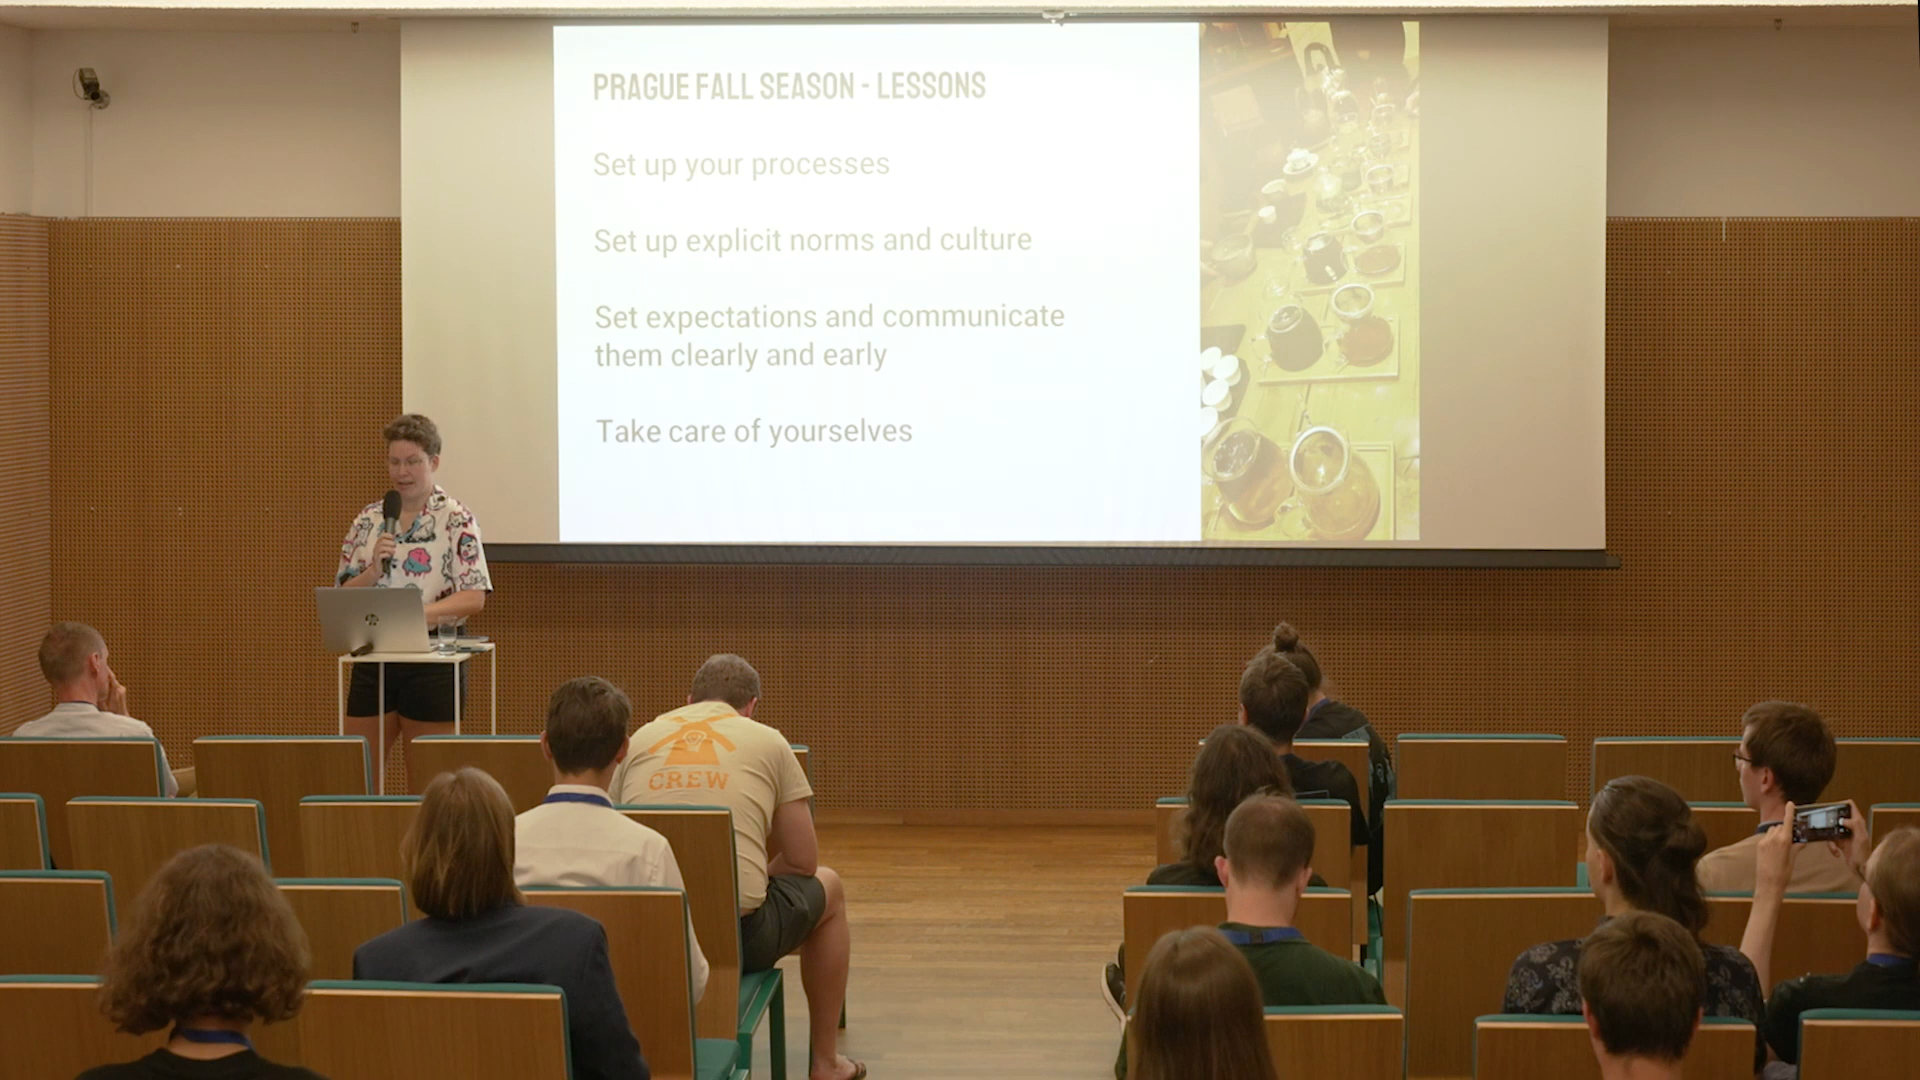 PRAGUE FALL SEASON - LESSONS
Set up your processes
Set up explicit norms and culture
Set expectations and communicate
them clearly and early
Take care of yourselves
CREW